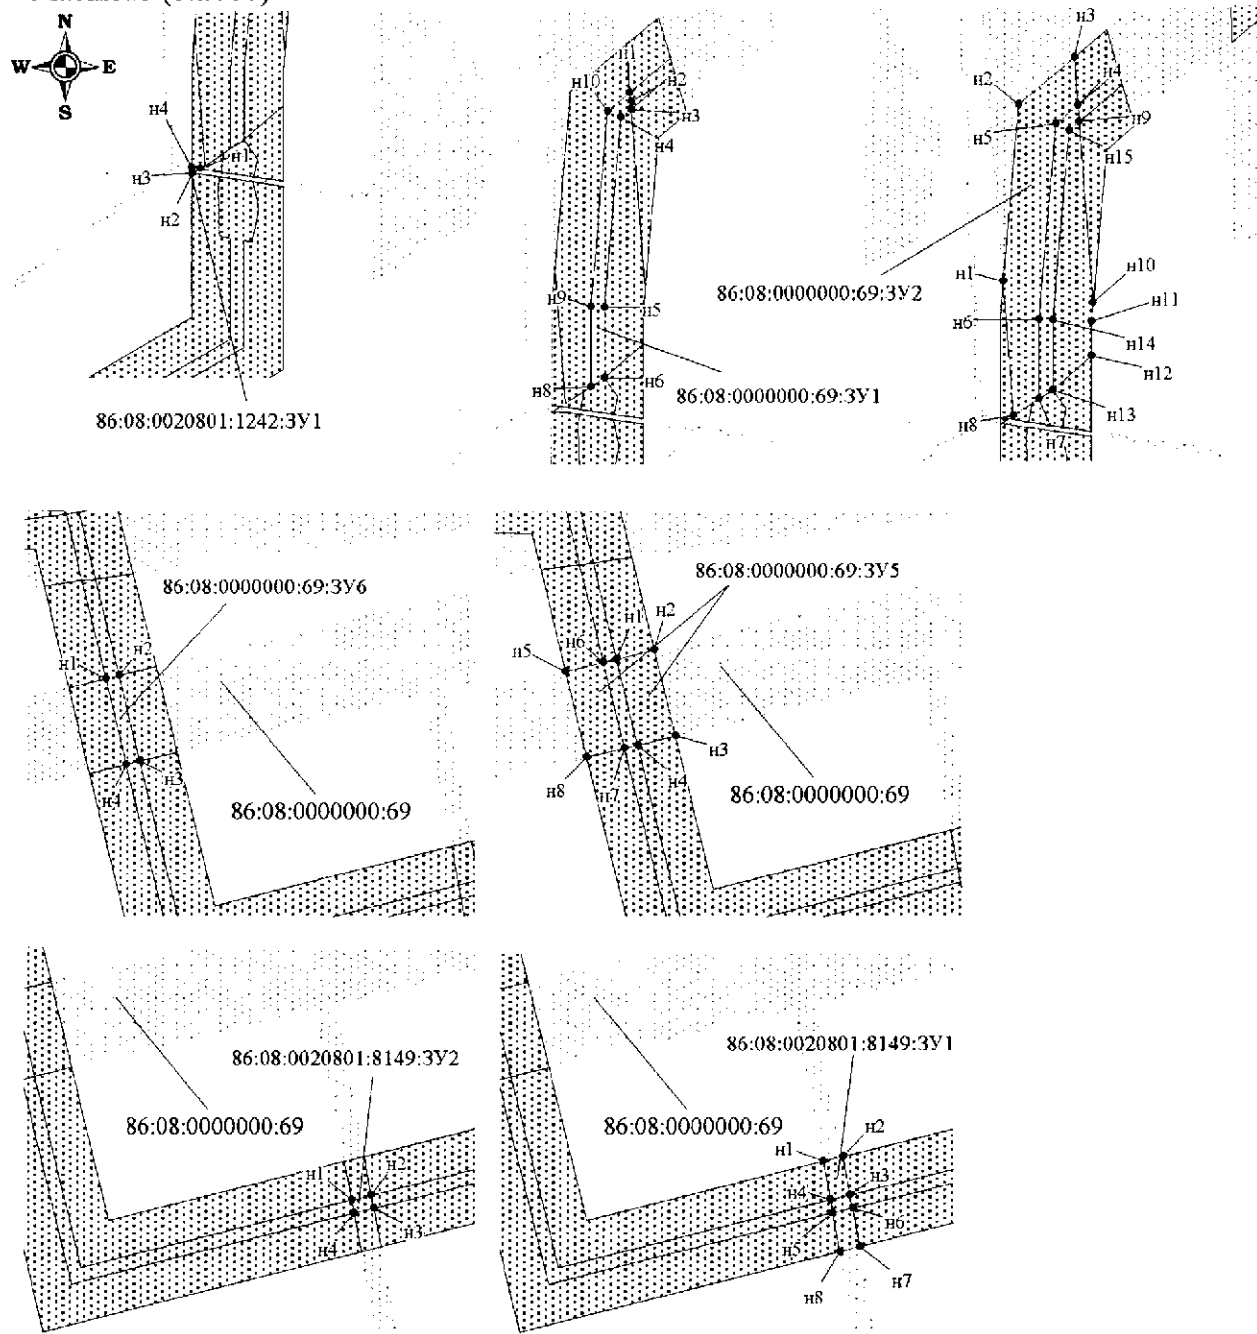 N
W E
S
н4
н1
н3
н2
86:08:0020801:1242:ЗУ1
н1
н10
н2
н3
н4
н9
н5
н8
н6
86:08:0000000:69:ЗУ1
86:08:0000000:69:ЗУ2
н3
н2
н4
н5
н9
н15
н1
н10
н11
н6
н14
н12
н13
н8
н7
86:08:0000000:69:ЗУ6
н1
н2
н3
н4
86:08:0000000:69
86:08:0000000:69:ЗУ5
н1
н2
н6
н5
н3
н4
н7
н8
86:08:0000000:69
86:08:0020801:8149:ЗУ2
86:08:0000000:69
н1
н2
н3
н4
86:08:0020801:8149:ЗУ1
86:08:0000000:69
н1
н2
н3
н4
н6
н5
н7
н8